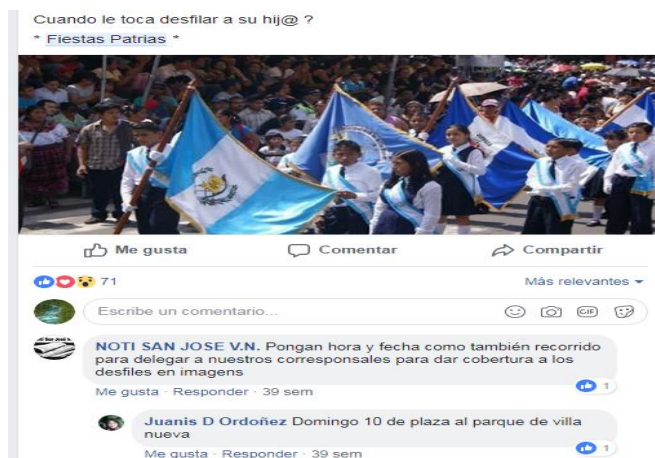 Cuando le toca desfilar a su hij@ ?
* Fiestas Patrias *
Me gusta
Comentar
Compartir
71
Más relevantes
Escribe un comentario...
GIF
NOTI SAN JOSE V.N. Pongan hora y fecha como también recorrido
para delegar a nuestros corresponsales para dar cobertura a los
desfiles en imagens
Me gusta · Responder · 39 sem
1
Juanis D Ordoñez Domingo 10 de plaza al parque de villa
nueva
Me gusta · Responder · 39 sem
1